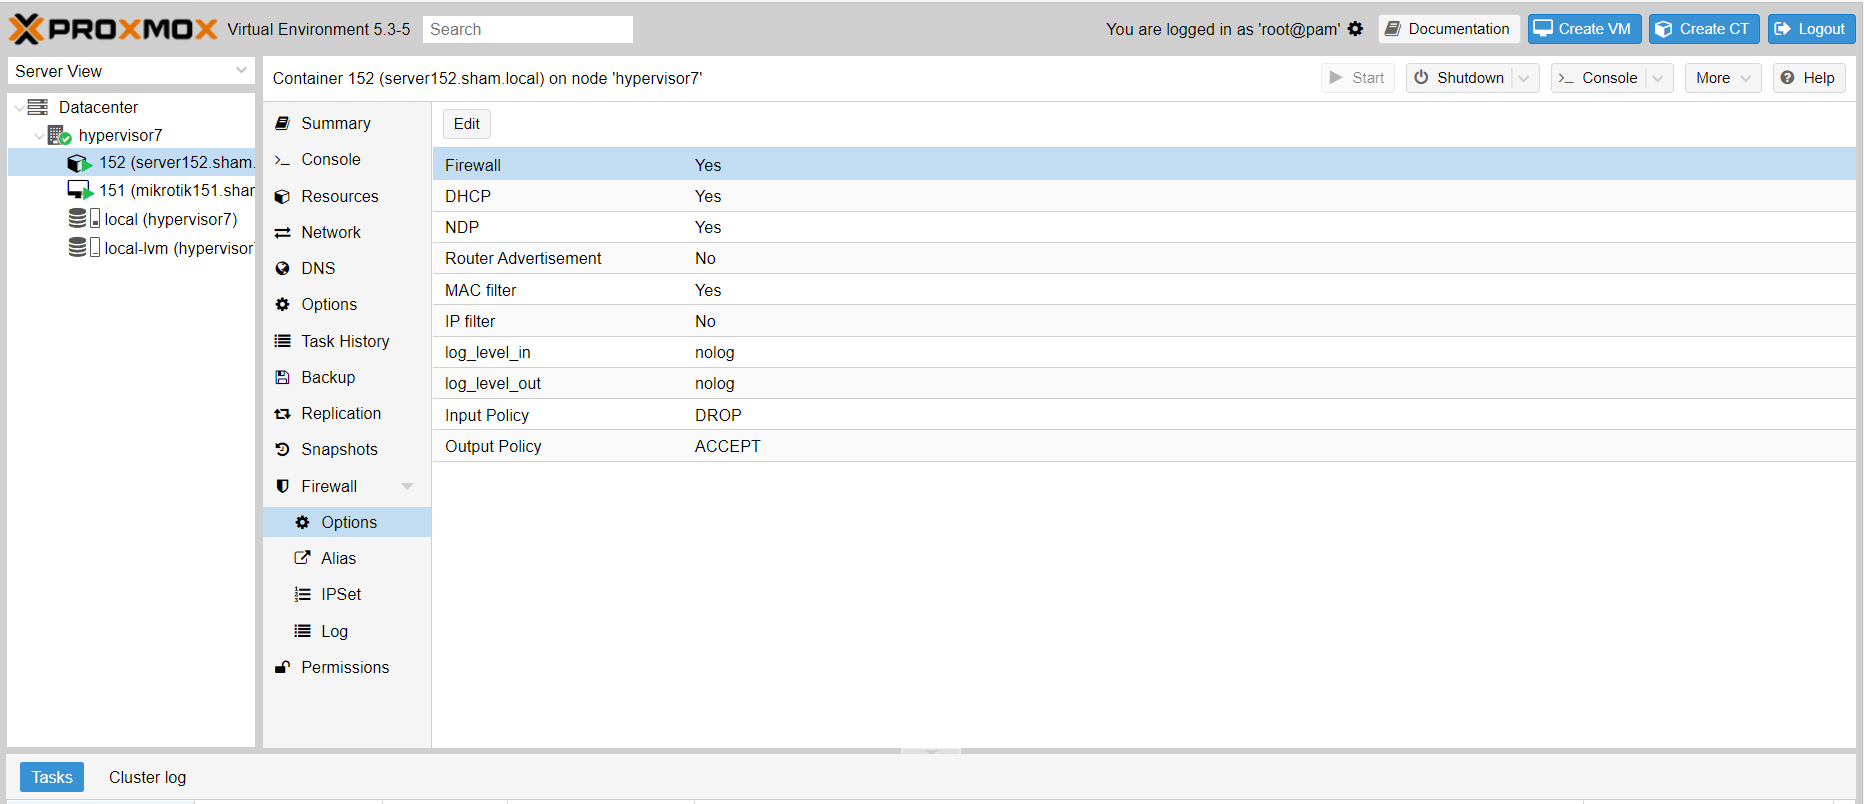 PROXMOX Virtual Environment 5.3-5 Search You are logged in as 'root@pam' Documentation Create VM Create CT Logout
Server View
Datacenter
hypervisor7
152 (server152.sham.
151 (mikrotik151.shar
local (hypervisor7)
local-lvm (hypervisor7
Container 152 (server152.sham.local) on node 'hypervisor7' Start Shutdown Console More Help
Summary
Console
Resources
Network
DNS
Options
Task History
Backup
Replication
Snapshots
Firewall
Options
Alias
IPSet
Log
Permissions
Edit
Firewall Yes
DHCP Yes
NDP Yes
Router Advertisement No
MAC filter Yes
IP filter No
log_level_in nolog
log_level_out nolog
Input Policy DROP
Output Policy ACCEPT
Tasks Cluster log